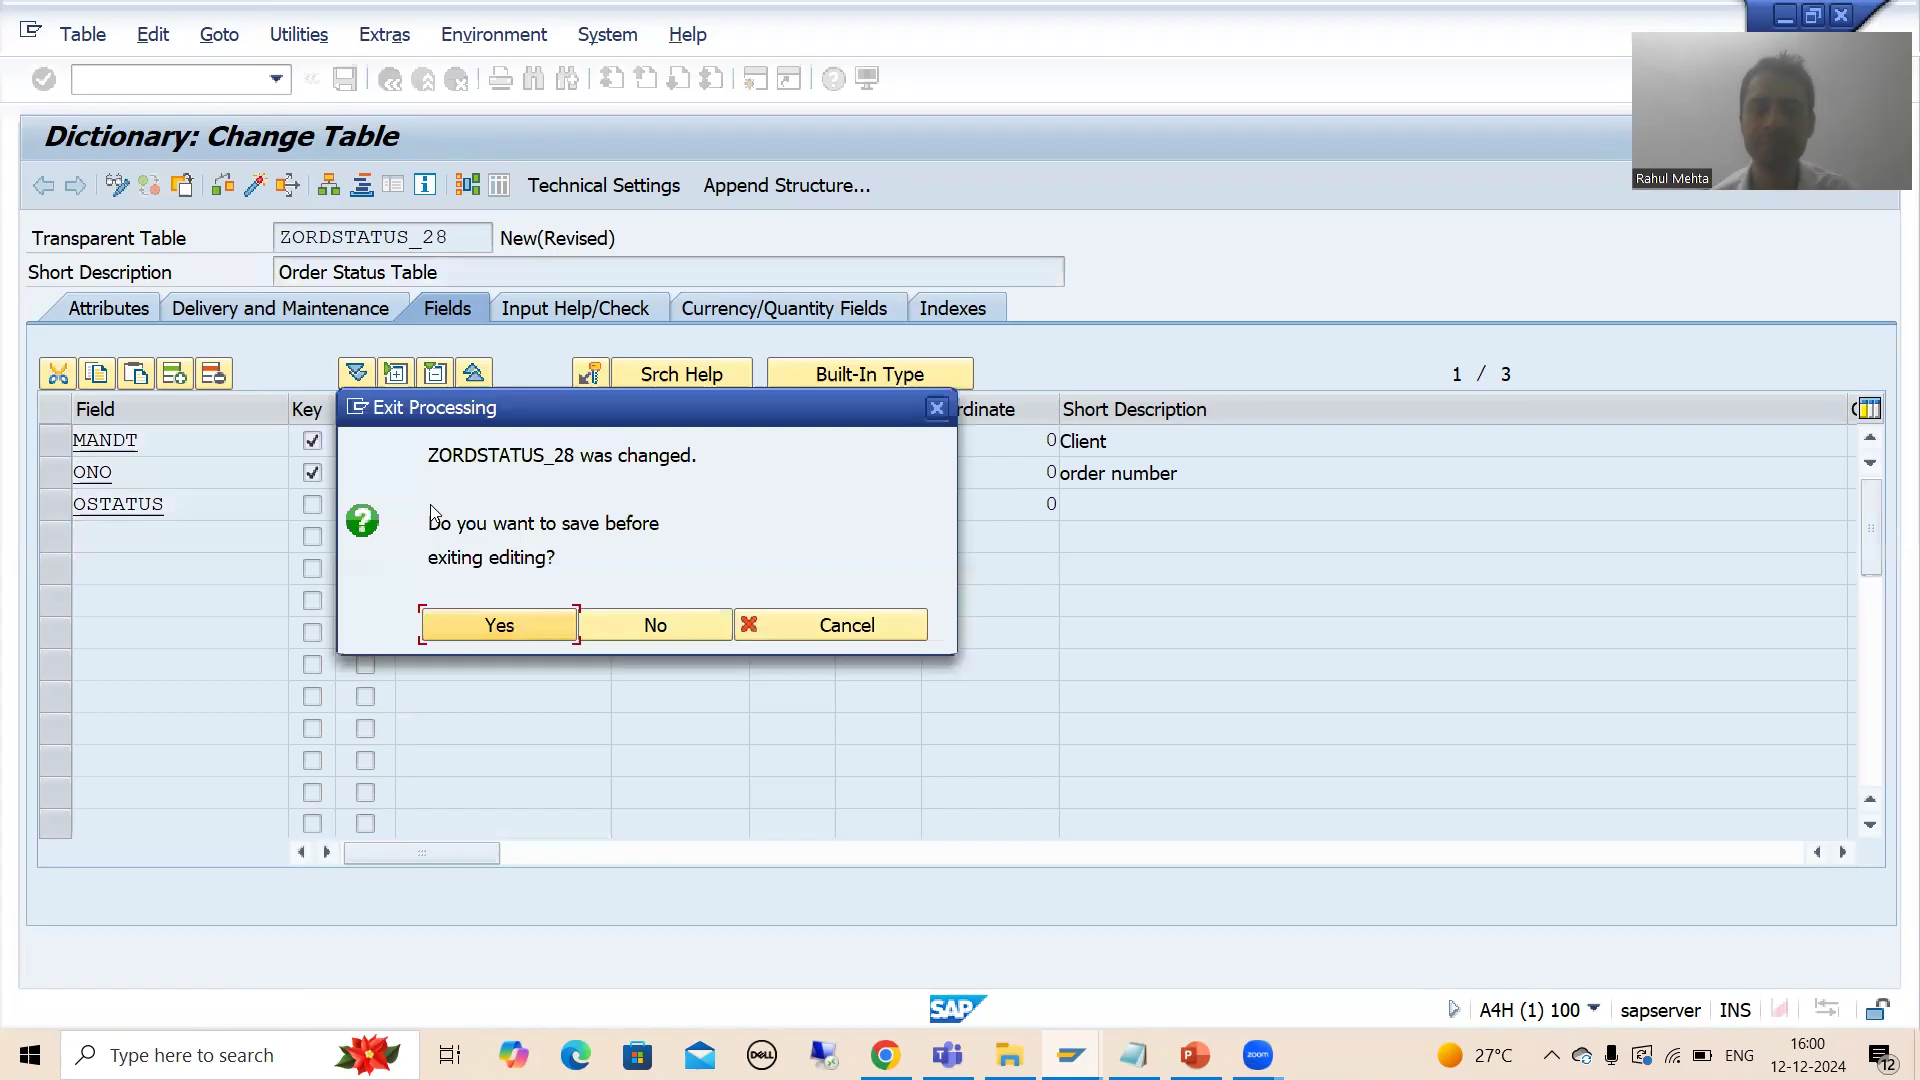 Table Edit Goto Utilities Extras Environment System Help
Rahul Mehta
Dictionary: Change Table
Technical Settings Append Structure...
Transparent Table ZORDSTATUS_28 New(Revised)
Short Description Order Status Table
Attributes Delivery and Maintenance Fields Input Help/Check Currency/Quantity Fields Indexes
Srch Help Built-In Type 1 / 3
Field Key rdinate Short Description
Exit Processing
MANDT 0 Client
ONO 0 order number
OSTATUS 0
ZORDSTATUS_28 was changed.
Do you want to save before
exiting editing?
Yes No Cancel
SAP A4H (1) 100 sapserver INS
Type here to search DELL zoom 27°C ENG 16:00
12-12-2024 12